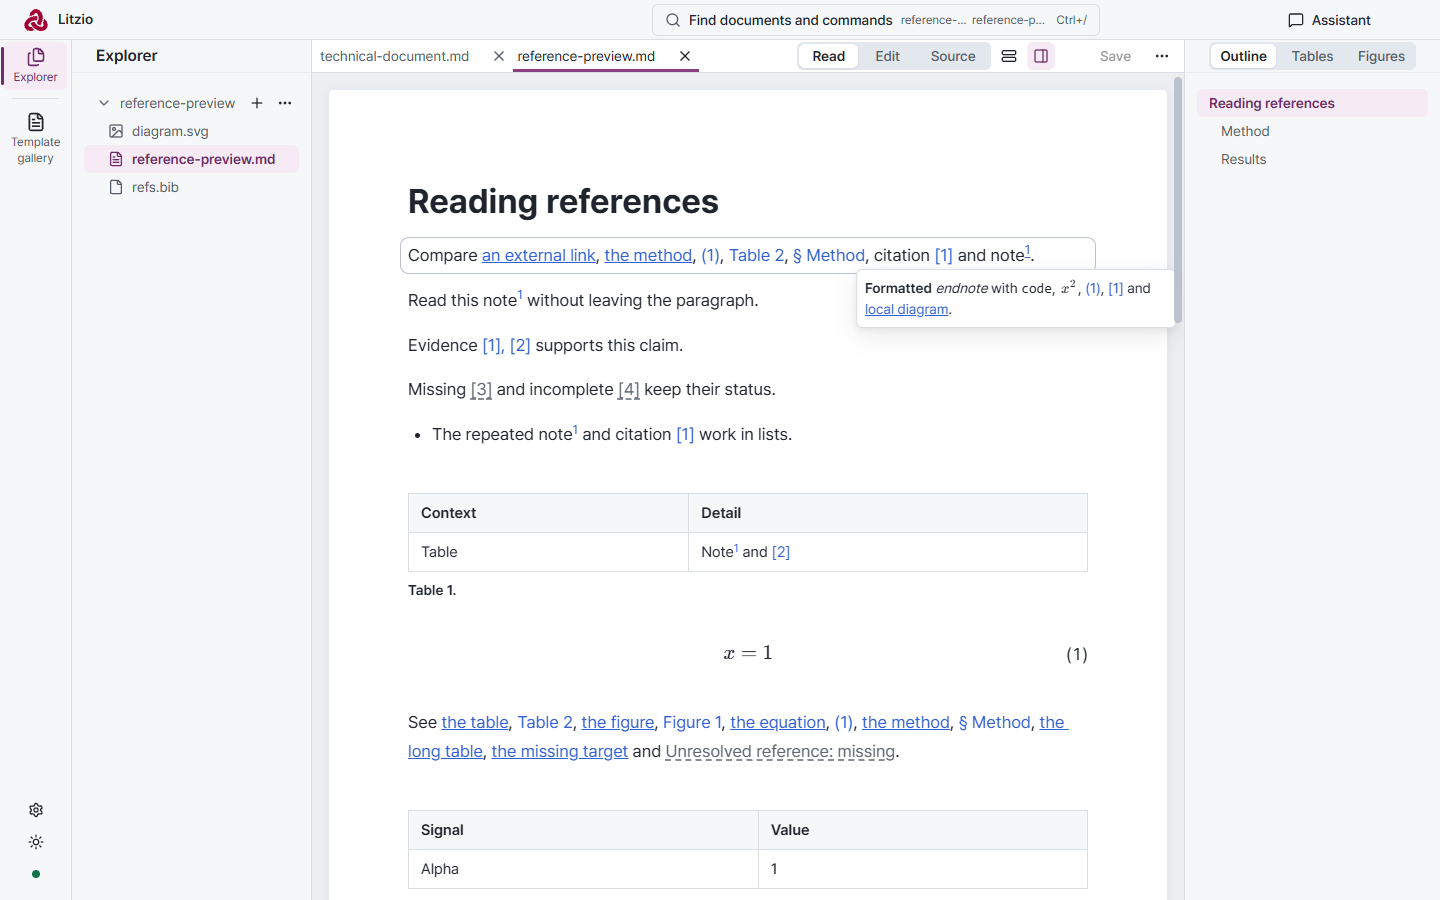 Litzio
Find documents and commands reference-... reference-p... Ctrl+/
Assistant
Explorer
Template gallery
Explorer
reference-preview
diagram.svg
reference-preview.md
refs.bib
technical-document.md
reference-preview.md
Read Edit Source
Save
Outline Tables Figures
Reading references
Method
Results
Reading references
Compare an external link, the method, (1), Table 2, § Method, citation [1] and note1.
Formatted endnote with code, x2, (1), [1] and
local diagram.
Read this note1 without leaving the paragraph.
Evidence [1], [2] supports this claim.
Missing [3] and incomplete [4] keep their status.
• The repeated note1 and citation [1] work in lists.
Context Detail
Table Note1 and [2]
Table 1.
x = 1 (1)
See the table, Table 2, the figure, Figure 1, the equation, (1), the method, § Method, the
long table, the missing target and Unresolved reference: missing.
Signal Value
Alpha 1